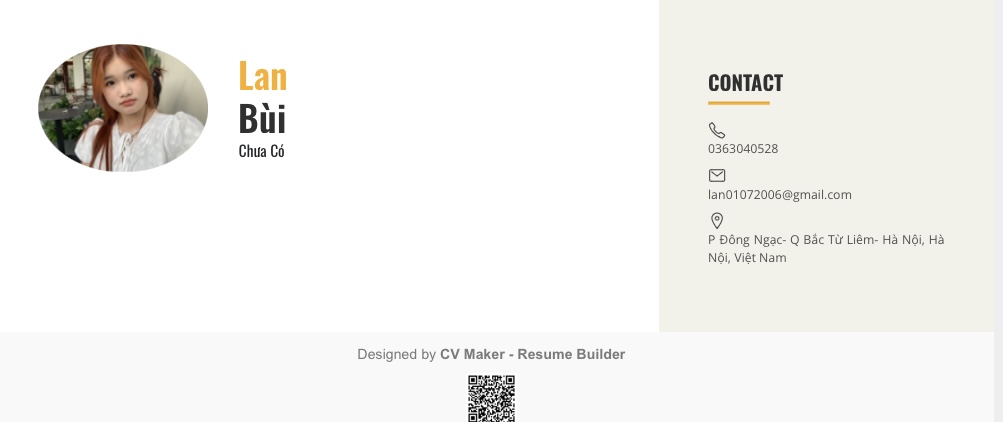 Lan
Bùi
Chưa Có
CONTACT
0363040528
lan01072006@gmail.com
P Đông Ngạc- Q Bắc Từ Liêm- Hà Nội, Hà
Nội, Việt Nam
Designed by CV Maker - Resume Builder